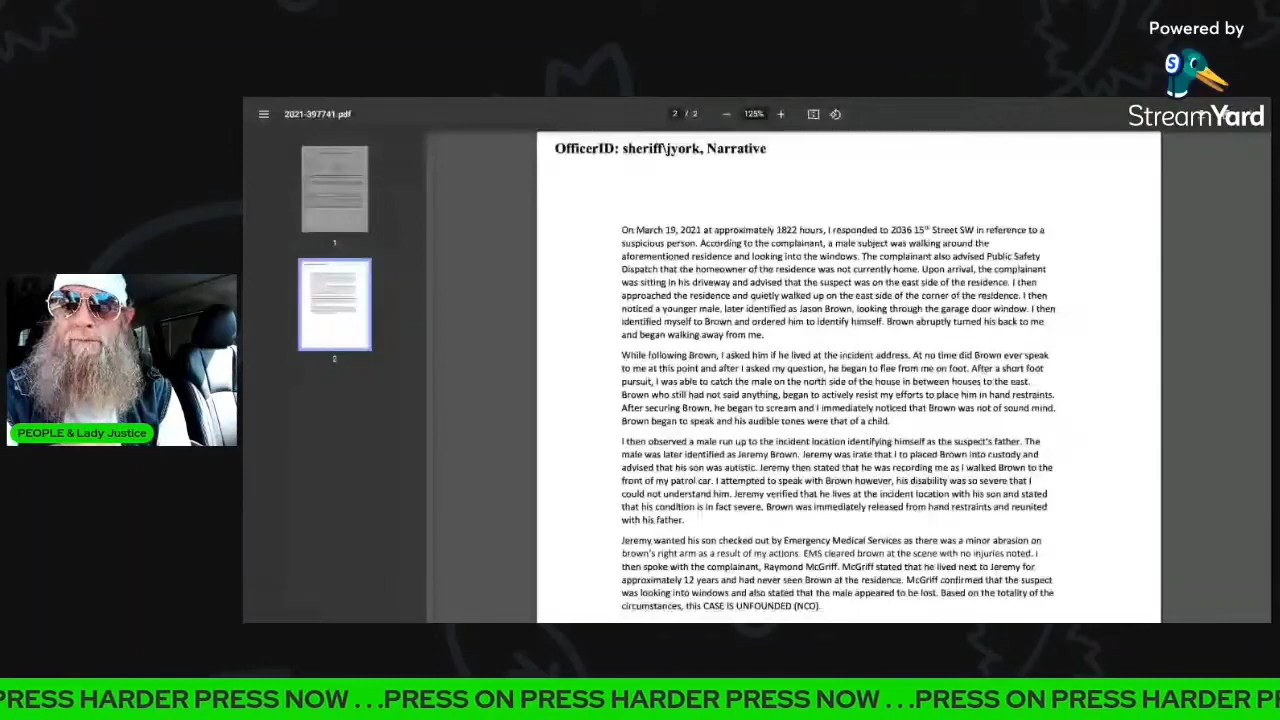 Powered by
StreamYard
2021-397741.pdf
2 / 2
125%
OfficerID: sheriff\jyork, Narrative
On March 19, 2021 at approximately 1822 hours, I responded to 2036 15th Street SW in reference to a
suspicious person. According to the complainant, a male subject was walking around the
aforementioned residence and looking into the windows. The complainant also advised Public Safety
Dispatch that the homeowner of the residence was not currently home. Upon arrival, the complainant
was sitting in his driveway and advised that the suspect was on the east side of the residence. I then
approached the residence and quietly walked up on the east side of the corner of the residence. I then
noticed a younger male, later identified as Jason Brown, looking through the garage door window. I then
identified myself to Brown and ordered him to identify himself. Brown abruptly turned his back to me
and began walking away from me.
While following Brown, I asked him if he lived at the incident address. At no time did Brown ever speak
to me at this point and after I asked my question, he began to flee from me on foot. After a short foot
pursuit, I was able to catch the male on the north side of the house in between houses to the east.
Brown who still had not said anything, began to actively resist my efforts to place him in hand restraints.
After securing Brown, he began to scream and I immediately noticed that Brown was not of sound mind.
Brown began to speak and his audible tones were that of a child.
I then observed a male run up to the incident location identifying himself as the suspect's father. The
male was later identified as Jeremy Brown. Jeremy was irate that I to placed Brown into custody and
advised that his son was autistic. Jeremy then stated that he was recording me as I walked Brown to the
front of my patrol car. I attempted to speak with Brown however, his disability was so severe that I
could not understand him. Jeremy verified that he lives at the incident location with his son and stated
that his condition is in fact severe. Brown was immediately released from hand restraints and reunited
with his father.
Jeremy wanted his son checked out by Emergency Medical Services as there was a minor abrasion on
brown's right arm as a result of my actions. EMS cleared brown at the scene with no injuries noted. I
then spoke with the complainant, Raymond McGriff. McGriff stated that he lived next to Jeremy for
approximately 12 years and had never seen Brown at the residence. McGriff confirmed that the suspect
was looking into windows and also stated that the male appeared to be lost. Based on the totality of the
circumstances, this CASE IS UNFOUNDED (NCO).
1
2
PEOPLE & Lady Justice
PRESS HARDER PRESS NOW . . .PRESS ON PRESS HARDER PRESS NOW . . .PRESS ON PRESS HARDER P